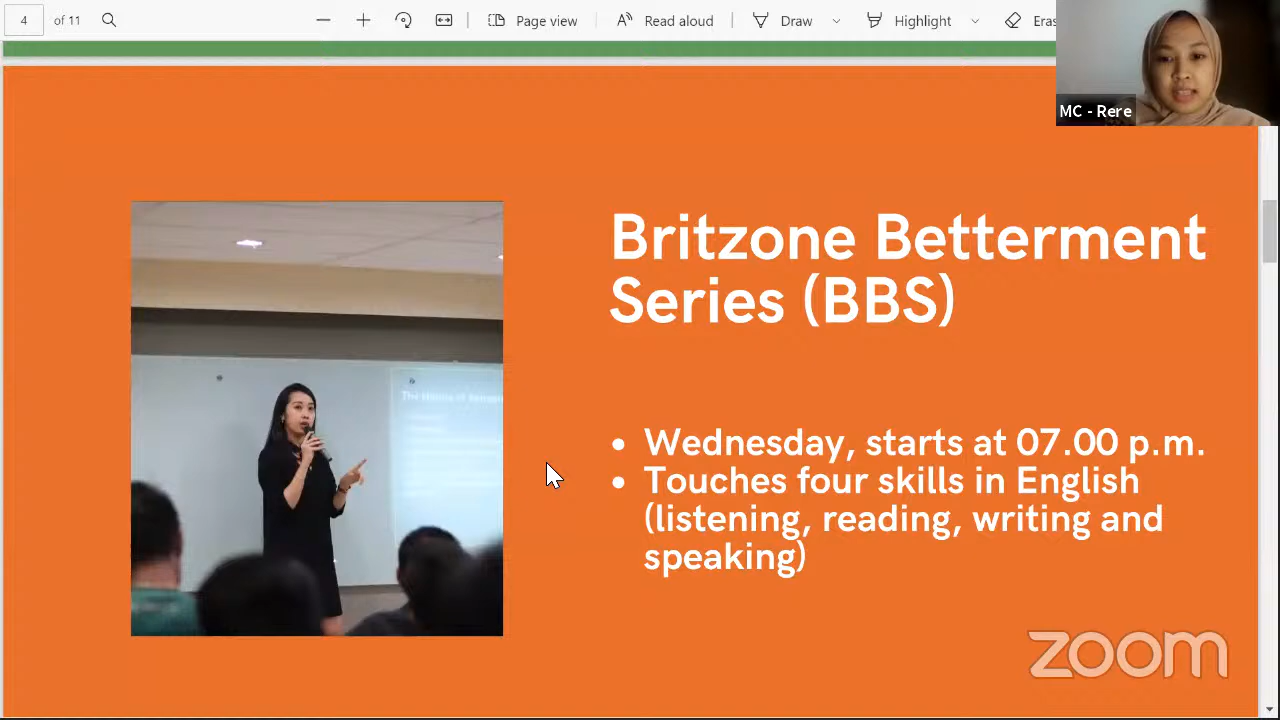 4 of 11 Page view Read aloud Draw Highlight
MC - Rere
Britzone Betterment
Series (BBS)
• Wednesday, starts at 07.00 p.m.
• Touches four skills in English
(listening, reading, writing and
speaking)
zoom